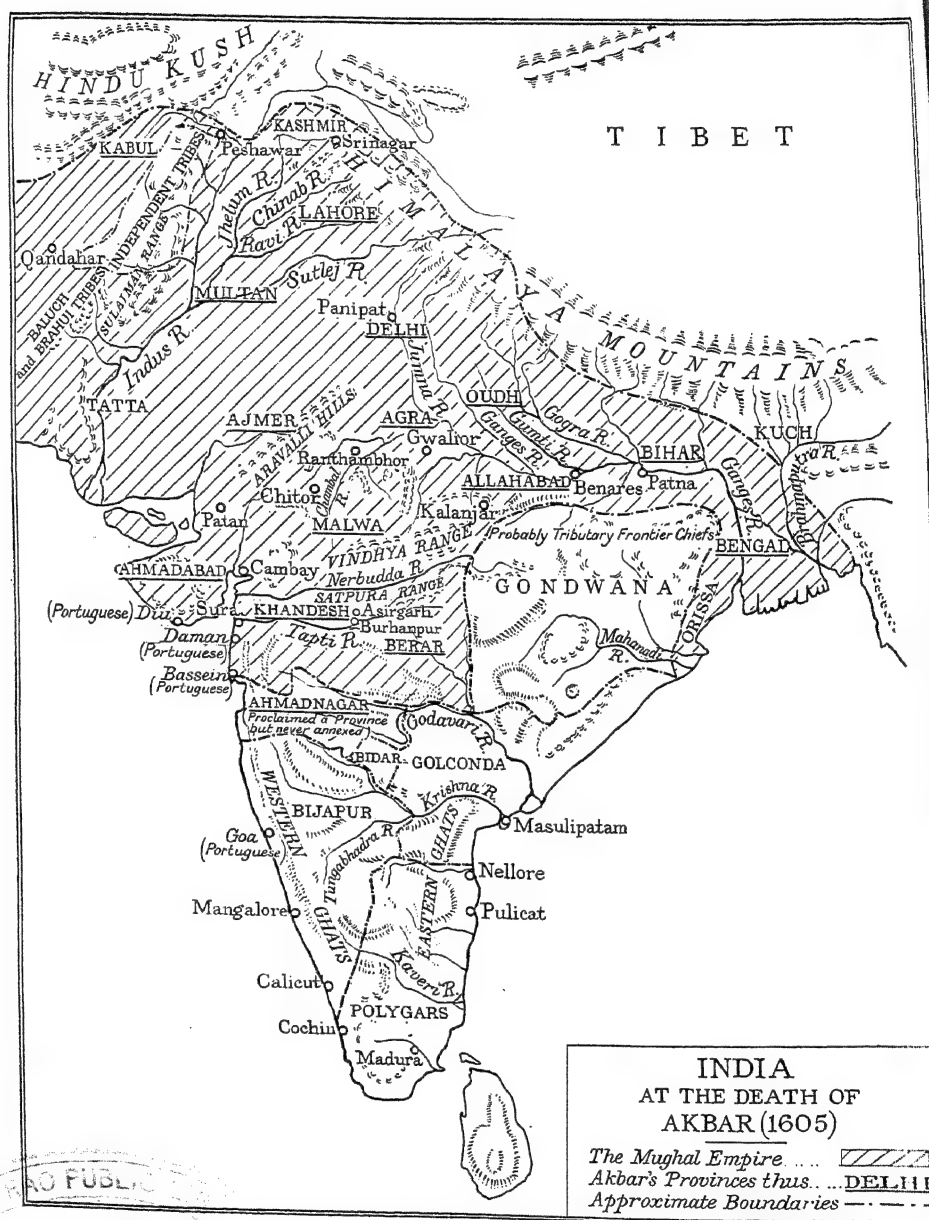 HINDU KUSH
TIBET
KASHMIR
KABUL
Peshawar
Srinagar
HIMALAYA MOUNTAINS
INDEPENDENT TRIBES
Jhelum R.
Chinab R.
LAHORE
Ravi R.
Qandahar
SULAIMAN RANGE
BALUCH
and BRAHUI TRIBES
MULTAN
Sutlej R.
Panipat
DELHI
Indus R.
Jumna R.
TATTA
OUDH
AJMER
ARAVALLI HILLS
AGRA
Gumti R.
Gogra R.
Ganges R.
KUCH
Gwalior
Ranthambhor
BIHAR
Brahmaputra R.
ALLAHABAD
Benares
Patna
Ganges R.
Chitor
Chambal R.
Kalanjar
Patan
MALWA
(Probably Tributary Frontier Chiefs
BENGAD
VINDHYA RANGE
AHMADABAD
Cambay
Nerbudda R.
GONDWANA
SATPURA RANGE
(Portuguese) Diu
Sura
KHANDESH
Asirgarh
Burhanpur
ORISSA
Daman
(Portuguese)
Tapti R.
BERAR
Mahanadi
R.
Bassein
(Portuguese)
AHMADNAGAR
(Proclaimed a Province
but never annexed)
Godavari R.
BIDAR
GOLCONDA
WESTERN GHATS
BIJAPUR
Krishna R.
Masulipatam
Goa
(Portuguese)
Tungabhadra R.
EASTERN GHATS
Nellore
Mangalore
Pulicat
Kaveri R.
Calicut
POLYGARS
Cochin
Madura
INDIA
AT THE DEATH OF
AKBAR (1605)
The Mughal Empire.....
Akbar's Provinces thus.....DELHI
Approximate Boundaries
RAO PUBLIC